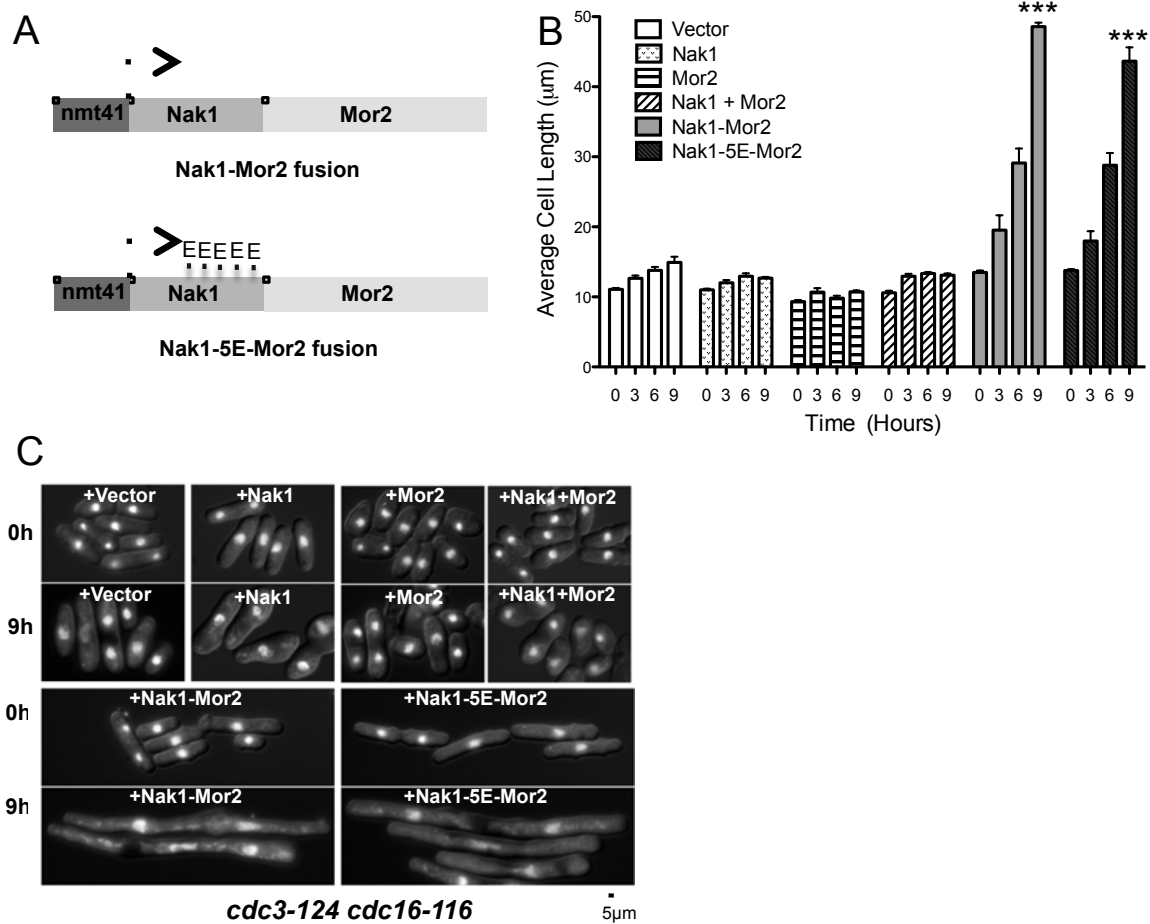 A
nmt41 Nak1 Mor2
Nak1-Mor2 fusion
E E E E E
nmt41 Nak1 Mor2
Nak1-5E-Mor2 fusion
B
Average Cell Length (μm)
50
40
30
20
10
0
Vector
Nak1
Mor2
Nak1 + Mor2
Nak1-Mor2
Nak1-5E-Mor2
*** ***
0 3 6 9 0 3 6 9 0 3 6 9 0 3 6 9 0 3 6 9 0 3 6 9
Time (Hours)
C
0h
+Vector +Nak1 +Mor2 +Nak1+Mor2
9h
+Vector +Nak1 +Mor2 +Nak1+Mor2
0h
+Nak1-Mor2 +Nak1-5E-Mor2
9h
+Nak1-Mor2 +Nak1-5E-Mor2
cdc3-124 cdc16-116
5μm